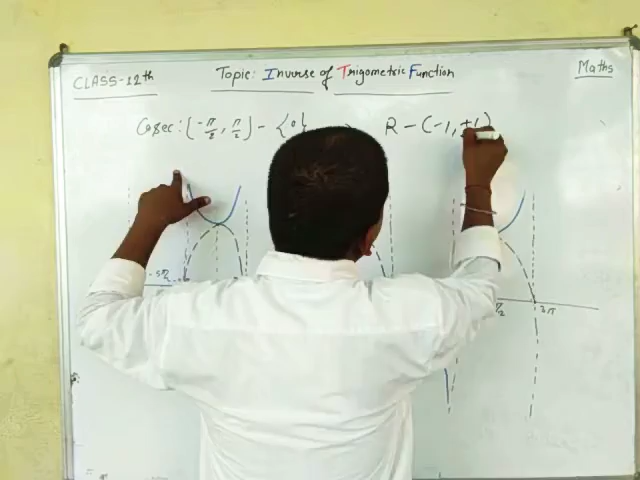 CLASS-12th Topic: Inverse of Trigometric Function Maths
Cosec: [-π/2, π/2] - {0} R - (-1, +1)
3π